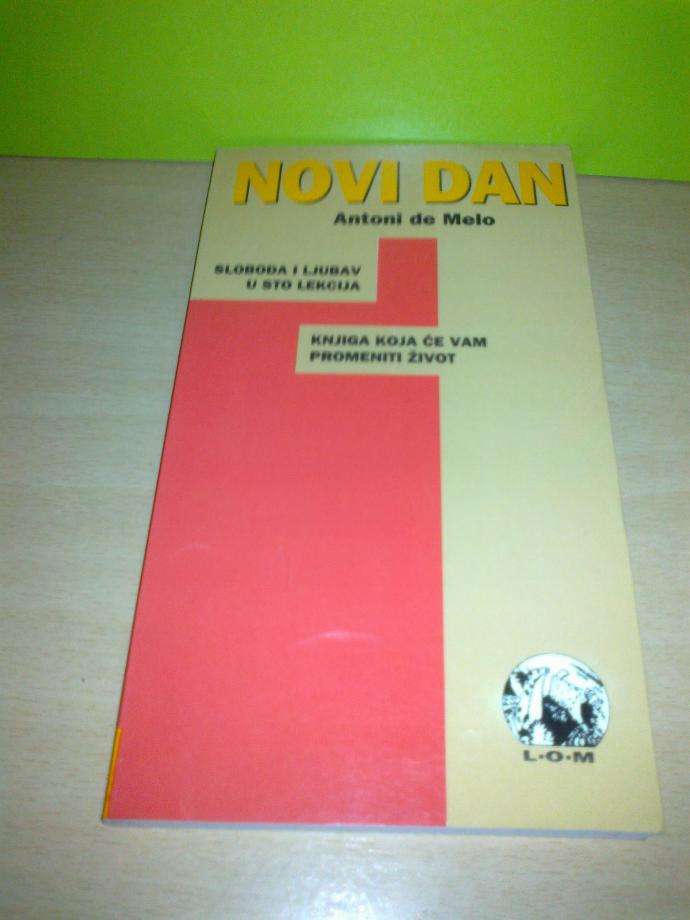 NOVI DAN
Antoni de Melo
SLOBODA I LJUBAV
U STO LEKCIJA
KNJIGA KOJA ĆE VAM
PROMENITI ŽIVOT
L·O·M